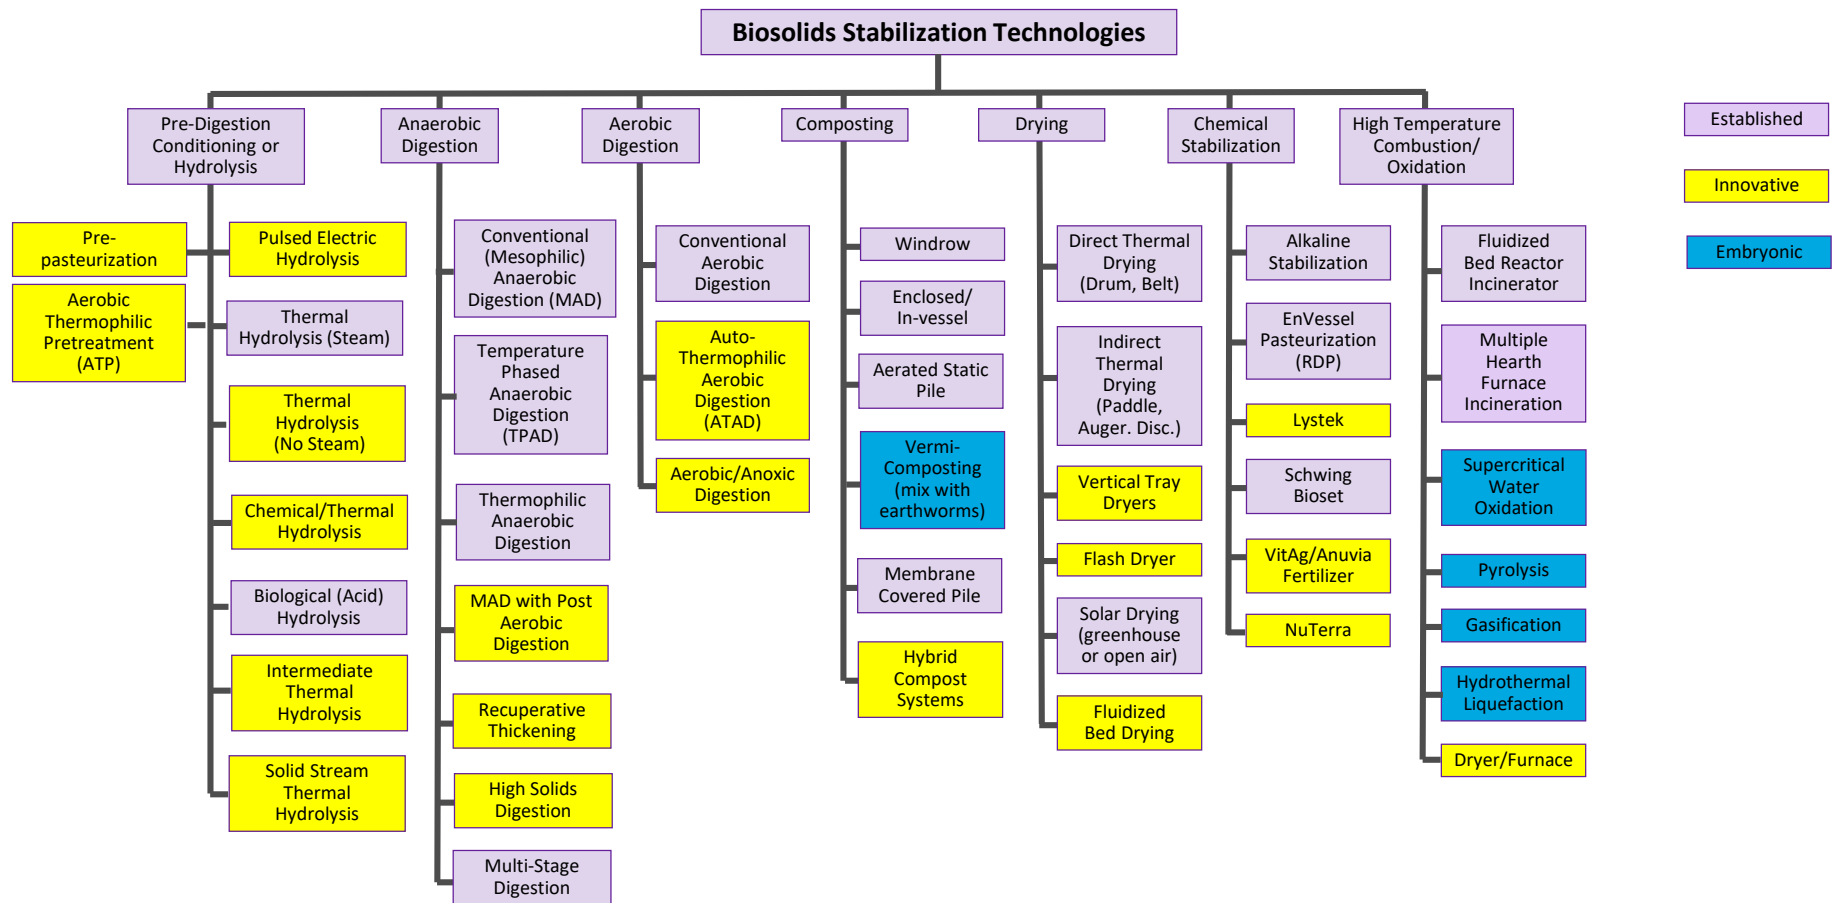 Biosolids Stabilization Technologies
Pre-Digestion
Conditioning or
Hydrolysis
Pre-
pasteurization
Aerobic
Thermophilic
Pretreatment
(ATP)
Pulsed Electric
Hydrolysis
Thermal
Hydrolysis (Steam)
Thermal
Hydrolysis
(No Steam)
Chemical/Thermal
Hydrolysis
Biological (Acid)
Hydrolysis
Intermediate
Thermal
Hydrolysis
Solid Stream
Thermal
Hydrolysis
Anaerobic
Digestion
Conventional
(Mesophilic)
Anaerobic
Digestion (MAD)
Temperature
Phased
Anaerobic
Digestion
(TPAD)
Thermophilic
Anaerobic
Digestion
MAD with Post
Aerobic
Digestion
Recuperative
Thickening
High Solids
Digestion
Multi-Stage
Digestion
Aerobic
Digestion
Conventional
Aerobic
Digestion
Auto-
Thermophilic
Aerobic
Digestion
(ATAD)
Aerobic/Anoxic
Digestion
Composting
Windrow
Enclosed/
In-vessel
Aerated Static
Pile
Vermi-
Composting
(mix with
earthworms)
Membrane
Covered Pile
Hybrid
Compost
Systems
Drying
Direct Thermal
Drying
(Drum, Belt)
Indirect
Thermal
Drying
(Paddle,
Auger. Disc.)
Vertical Tray
Dryers
Flash Dryer
Solar Drying
(greenhouse
or open air)
Fluidized
Bed Drying
Chemical
Stabilization
Alkaline
Stabilization
EnVessel
Pasteurization
(RDP)
Lystek
Schwing
Bioset
VitAg/Anuvia
Fertilizer
NuTerra
High Temperature
Combustion/
Oxidation
Fluidized
Bed Reactor
Incinerator
Multiple
Hearth
Furnace
Incineration
Supercritical
Water
Oxidation
Pyrolysis
Gasification
Hydrothermal
Liquefaction
Dryer/Furnace
Established
Innovative
Embryonic